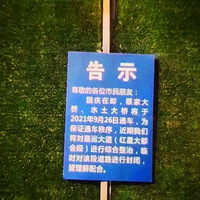 告示
尊敬的各位市民朋友：
国庆在即，蔡家大
桥、水土大桥将于
2021年9月26日通车，为
保证通车秩序，近期我们
将对嘉运大道（红星大都
会段）进行综合整治，临
时对该段道路进行封闭，
望理解配合。